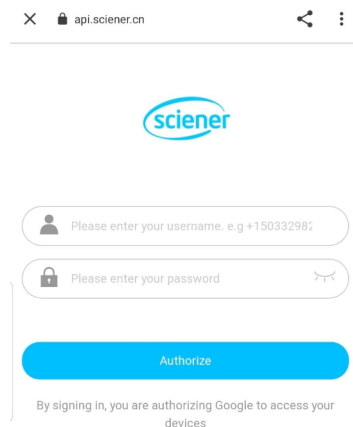 api.sciener.cn
sciener
Please enter your username. e.g +150332982
Please enter your password
Authorize
By signing in, you are authorizing Google to access your
devices